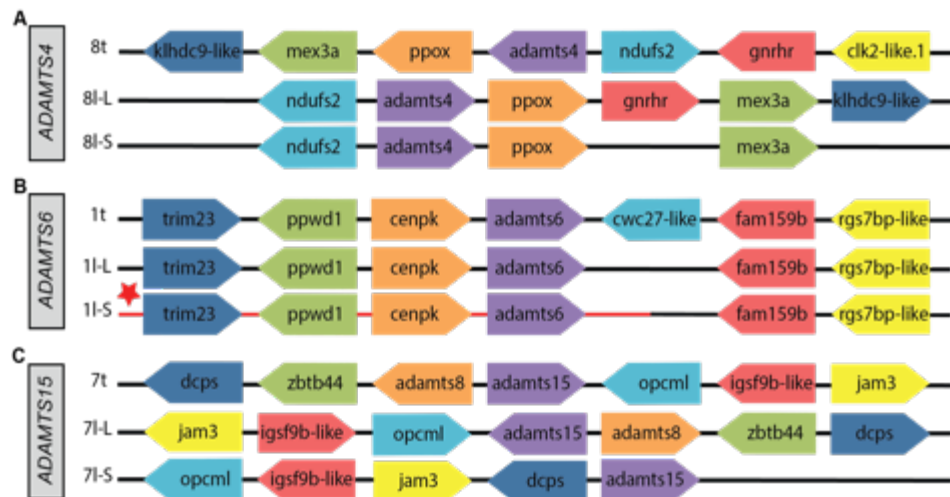 A
ADAMTS4
8t klhdc9-like mex3a ppox adamts4 ndufs2 gnrhr clk2-like.1
8l-L ndufs2 adamts4 ppox gnrhr mex3a klhdc9-like
8l-S ndufs2 adamts4 ppox mex3a
B
ADAMTS6
1t trim23 ppwd1 cenpk adamts6 cwc27-like fam159b rgs7bp-like
1l-L trim23 ppwd1 cenpk adamts6 fam159b rgs7bp-like
1l-S trim23 ppwd1 cenpk adamts6 fam159b rgs7bp-like
C
ADAMTS15
7t dcps zbtb44 adamts8 adamts15 opcml igsf9b-like jam3
7l-L jam3 igsf9b-like opcml adamts15 adamts8 zbtb44 dcps
7l-S opcml igsf9b-like jam3 dcps adamts15